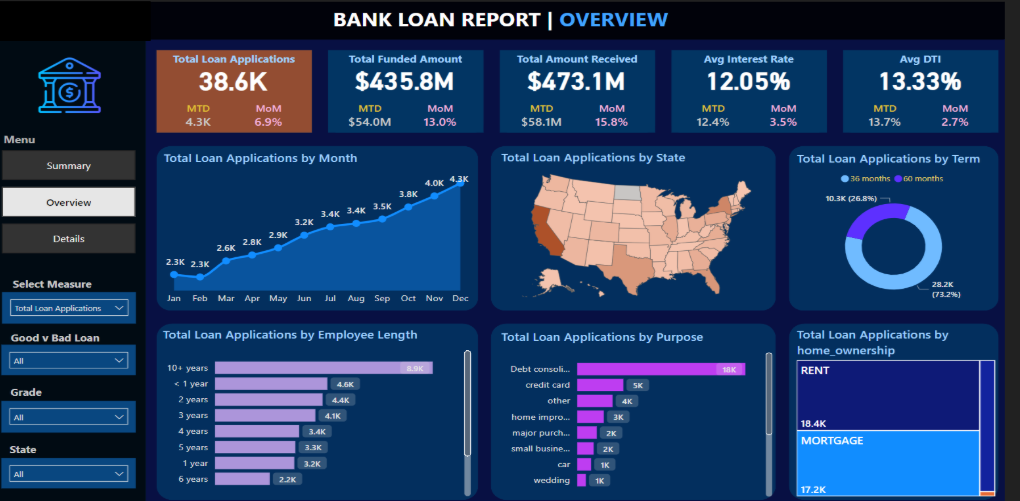 BANK LOAN REPORT | OVERVIEW
Menu
Summary
Overview
Details
Select Measure
Total Loan Applications
Good v Bad Loan
All
Grade
All
State
All
Total Loan Applications
38.6K
MTD MoM
4.3K 6.9%
Total Funded Amount
$435.8M
MTD MoM
$54.0M 13.0%
Total Amount Received
$473.1M
MTD MoM
$58.1M 15.8%
Avg Interest Rate
12.05%
MTD MoM
12.4% 3.5%
Avg DTI
13.33%
MTD MoM
13.7% 2.7%
Total Loan Applications by Month
2.3K 2.3K 2.6K 2.8K 2.9K 3.2K 3.4K 3.4K 3.5K 3.8K 4.0K 4.3K
Jan Feb Mar Apr May Jun Jul Aug Sep Oct Nov Dec
Total Loan Applications by State
Total Loan Applications by Term
36 months 60 months
10.3K (26.8%)
28.2K
(73.2%)
Total Loan Applications by Employee Length
10+ years 8.9K
< 1 year 4.6K
2 years 4.4K
3 years 4.1K
4 years 3.4K
5 years 3.3K
1 year 3.2K
6 years 2.2K
Total Loan Applications by Purpose
Debt consoli... 18K
credit card 5K
other 4K
home impro... 3K
major purch... 2K
small busine... 2K
car 1K
wedding 1K
Total Loan Applications by
home_ownership
RENT
18.4K
MORTGAGE
17.2K